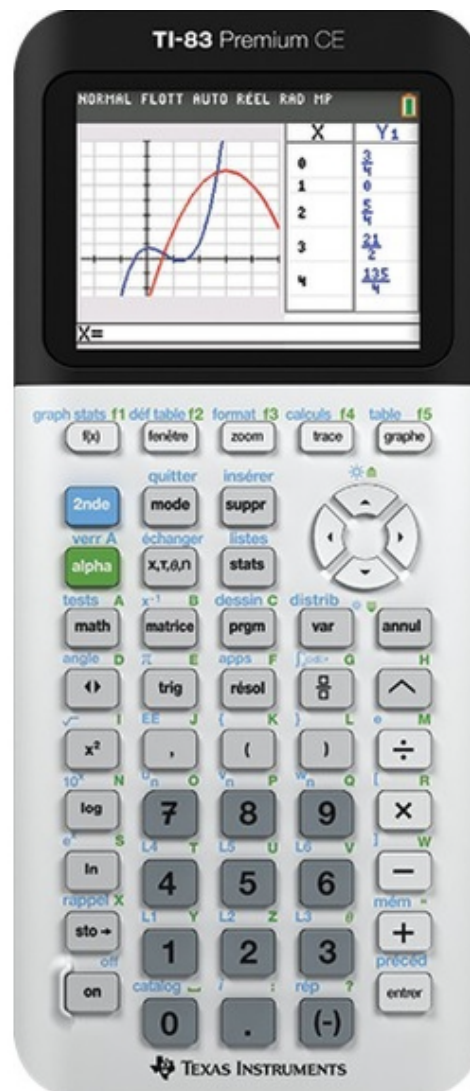 TI-83 Premium CE
NORMAL FLOTT AUTO RÉEL RAD MP
X Y₁
0 3/4
1 0
2 5/4
3 21/2
4 135/4
X=
graph stats f1 déf table f2 format f3 calculs f4 table f5
f(x) fenêtre zoom trace graphe
quitter insérer
2nde mode suppr
verr A échanger listes
alpha x,τ,θ,n stats
tests A x⁻¹ B dessin C distrib
math matrice prgm var annul
angle D π E apps F G H
trig résol
√ I EE J { K } L e M
x² , ( ) ÷
10ˣ N uₙ O vₙ P wₙ Q [ R
log 7 8 9 ×
eˣ S L4 T L5 U L6 V ] W
ln 4 5 6 −
rappel X L1 Y L2 Z L3 θ mém "
sto→ 1 2 3 +
off catalog i : rép ? précéd
on 0 . (-) entrer
TEXAS INSTRUMENTS